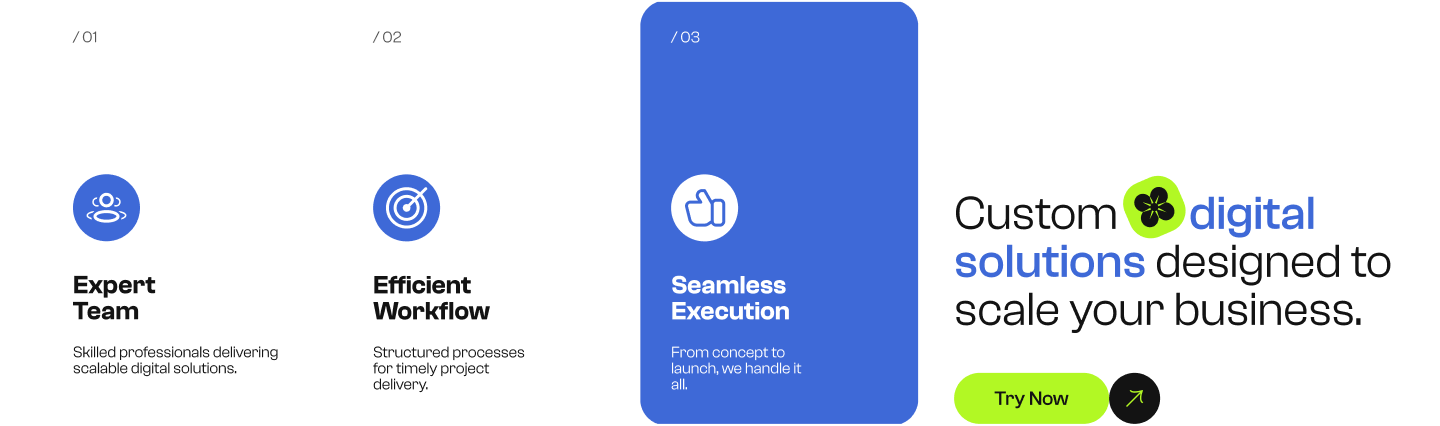 / 01
Expert
Team
Skilled professionals delivering
scalable digital solutions.
/ 02
Efficient
Workflow
Structured processes
for timely project
delivery.
/ 03
Seamless
Execution
From concept to
launch, we handle it
all.
Custom digital
solutions designed to
scale your business.
Try Now